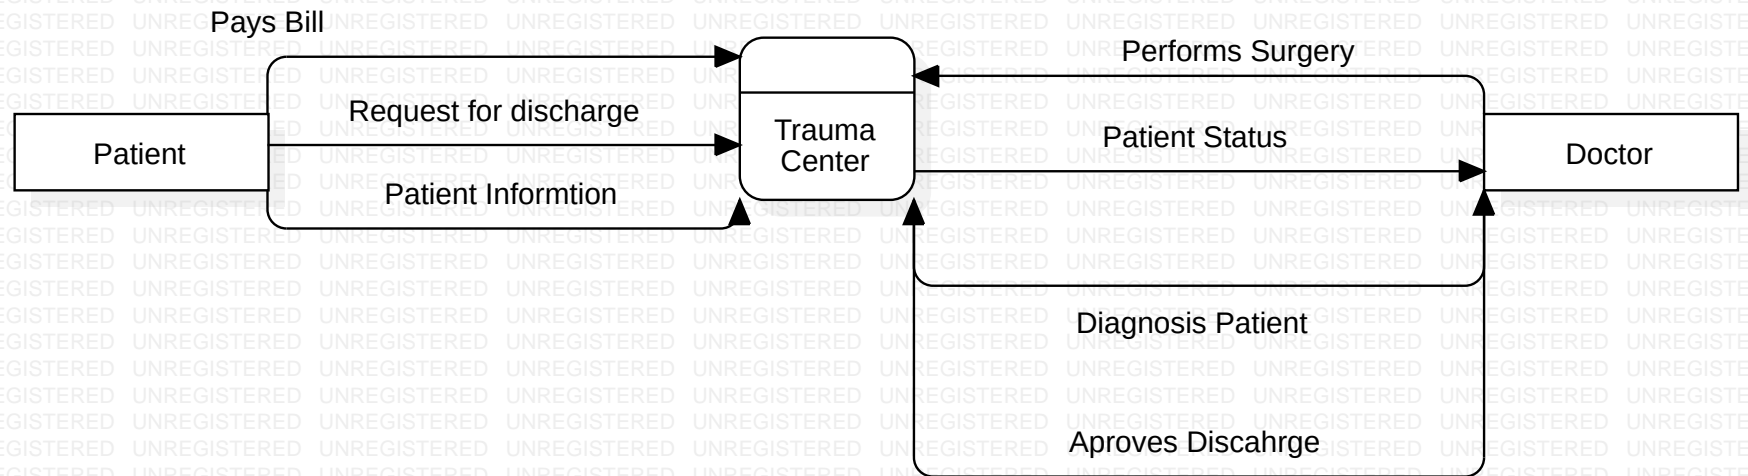 Pays Bill
Performs Surgery
Request for discharge
Patient
Trauma
Center
Patient Status
Doctor
Patient Informtion
Diagnosis Patient
Aproves Discahrge
UNREGISTERED